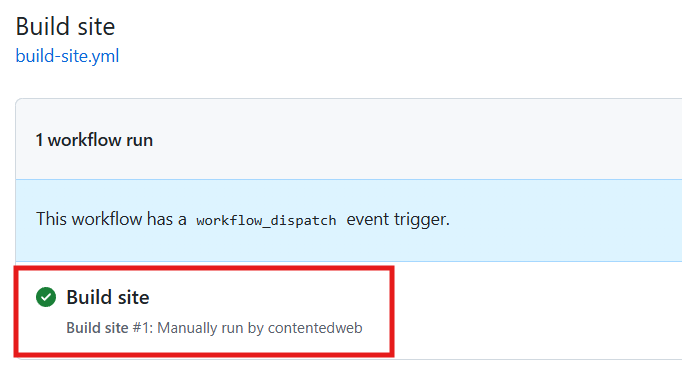 Build site
build-site.yml
1 workflow run
This workflow has a workflow_dispatch event trigger.
Build site
Build site #1: Manually run by contentedweb